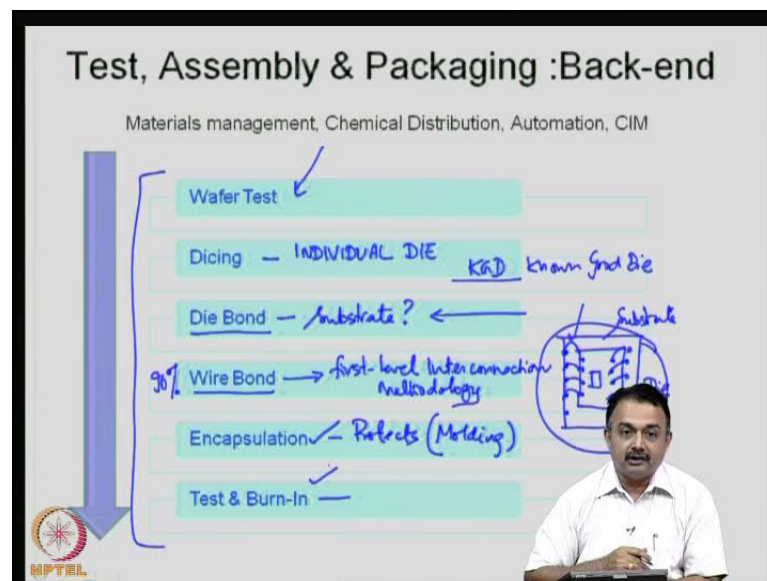 Test, Assembly & Packaging :Back-end
Materials management, Chemical Distribution, Automation, CIM
Wafer Test
Dicing — INDIVIDUAL DIE
KGD Known Good Die
Die Bond — Substrate?
Substrate
90% Wire Bond → first-level Interconnection
Methodology
Die
Encapsulation — Protects (Molding)
Test & Burn-In —
NPTEL